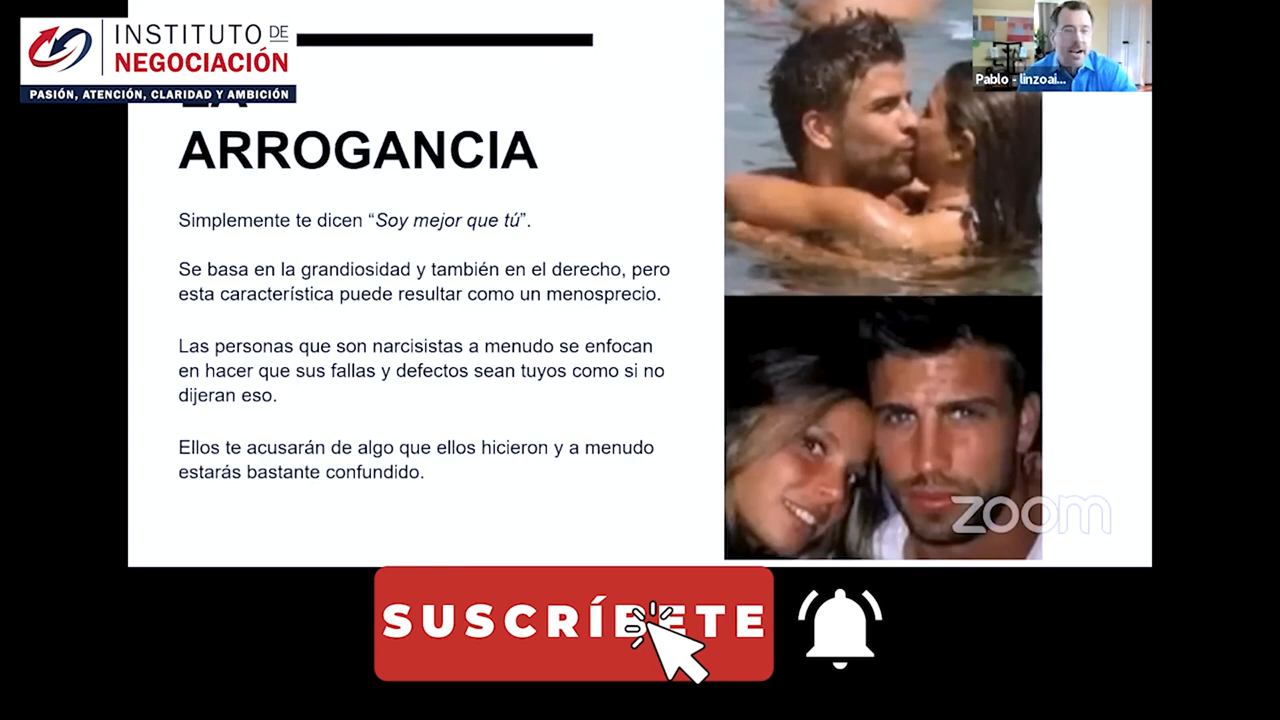 INSTITUTO DE
NEGOCIACIÓN
PASIÓN, ATENCIÓN, CLARIDAD Y AMBICIÓN
Pablo - linzoai...
LA
ARROGANCIA
Simplemente te dicen “Soy mejor que tú”.
Se basa en la grandiosidad y también en el derecho, pero
esta característica puede resultar como un menosprecio.
Las personas que son narcisistas a menudo se enfocan
en hacer que sus fallas y defectos sean tuyos como si no
dijeran eso.
Ellos te acusarán de algo que ellos hicieron y a menudo
estarás bastante confundido.
zoom
SUSCRÍBETE